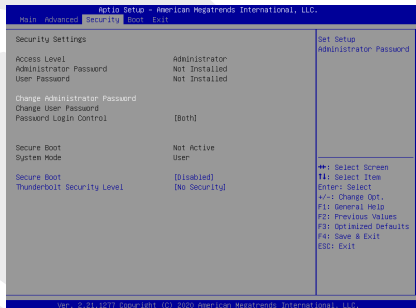 Aptio Setup - American Megatrends International, LLC.
Main Advanced Security Boot Exit
Security Settings
Access Level Administrator
Administrator Password Not Installed
User Password Not Installed
Change Administrator Password
Change User Password
Password Login Control [Both]
Secure Boot Not Active
System Mode User
Secure Boot [Disabled]
Thunderbolt Security Level [No Security]
Set Setup
Administrator Password
→←: Select Screen
↑↓: Select Item
Enter: Select
+/-: Change Opt.
F1: General Help
F2: Previous Values
F3: Optimized Defaults
F4: Save & Exit
ESC: Exit
Ver. 2.21.1277 Copyright (C) 2020 American Megatrends International, LLC.